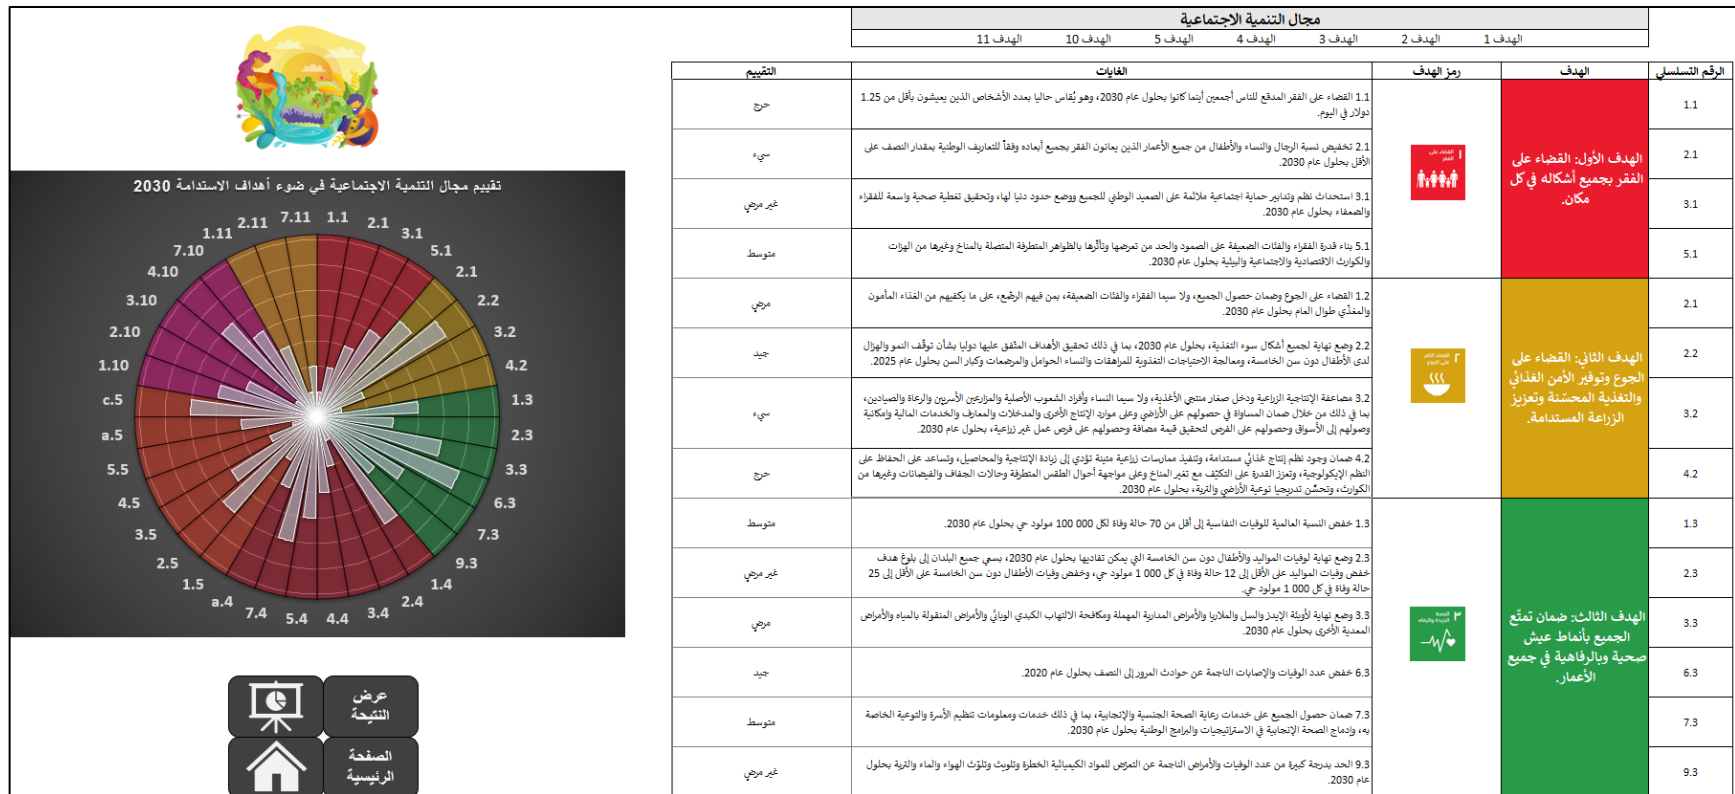 مجال التنمية الاجتماعية
الهدف 1 الهدف 2 الهدف 3 الهدف 4 الهدف 5 الهدف 10 الهدف 11
الرقم التسلسلي الهدف رمز الهدف الغايات التقييم
1.1
الهدف الأول: القضاء على
الفقر بجميع أشكاله في كل
مكان.
١ القضاء على
الفقر
1.1 القضاء على الفقر المدقع للناس أجمعين أينما كانوا بحلول عام 2030، وهو يُقاس حاليا بعدد الأشخاص الذين يعيشون بأقل من 1.25
دولار في اليوم.
حرج
2.1
2.1 تخفيض نسبة الرجال والنساء والأطفال من جميع الأعمار الذين يعانون الفقر بجميع أبعاده وفقاً للتعاريف الوطنية بمقدار النصف على
الأقل بحلول عام 2030.
سيء
3.1
3.1 استحداث نظم وتدابير حماية اجتماعية ملائمة على الصعيد الوطني للجميع ووضع حدود دنيا لها، وتحقيق تغطية صحية واسعة للفقراء
والضعفاء بحلول عام 2030.
غير مرضٍ
5.1
5.1 بناء قدرة الفقراء والفئات الضعيفة على الصمود والحد من تعرضها وتأثّرها بالظواهر المتطرفة المتصلة بالمناخ وغيرها من الهزات
والكوارث الاقتصادية والاجتماعية والبيئية بحلول عام 2030.
متوسط
2.1
الهدف الثاني: القضاء على
الجوع وتوفير الأمن الغذائي
والتغذية المحسّنة وتعزيز
الزراعة المستدامة.
٢ القضاء التام
على الجوع
1.2 القضاء على الجوع وضمان حصول الجميع، ولا سيما الفقراء والفئات الضعيفة، بمن فيهم الرضّع، على ما يكفيهم من الغذاء المأمون
والمغذّي طوال العام بحلول عام 2030.
مرضٍ
2.2
2.2 وضع نهاية لجميع أشكال سوء التغذية، بحلول عام 2030، بما في ذلك تحقيق الأهداف المتّفق عليها دوليا بشأن توقّف النمو والهزال
لدى الأطفال دون سن الخامسة، ومعالجة الاحتياجات التغذوية للمراهقات والنساء الحوامل والمرضعات وكبار السن بحلول عام 2025.
جيد
3.2
3.2 مضاعفة الإنتاجية الزراعية ودخل صغار منتجي الأغذية، ولا سيما النساء وأفراد الشعوب الأصلية والمزارعين الأسريين والرعاة والصيادين،
بما في ذلك من خلال ضمان المساواة في حصولهم على الأراضي وعلى موارد الإنتاج الأخرى والمدخلات والمعارف والخدمات المالية وإمكانية
وصولهم إلى الأسواق وحصولهم على الفرص لتحقيق قيمة مضافة وحصولهم على فرص عمل غير زراعية، بحلول عام 2030.
سيء
4.2
4.2 ضمان وجود نظم إنتاج غذائي مستدامة، وتنفيذ ممارسات زراعية متينة تؤدي إلى زيادة الإنتاجية والمحاصيل، وتساعد على الحفاظ على
النظم الإيكولوجية، وتعزز القدرة على التكيّف مع تغير المناخ وعلى مواجهة أحوال الطقس المتطرفة وحالات الجفاف والفيضانات وغيرها من
الكوارث، وتحسّن تدريجيا نوعية الأراضي والتربة، بحلول عام 2030.
حرج
1.3
الهدف الثالث: ضمان تمتّع
الجميع بأنماط عيش
صحية وبالرفاهية في جميع
الأعمار.
٣ الصحة
الجيدة والرفاه
1.3 خفض النسبة العالمية للوفيات النفاسية إلى أقل من 70 حالة وفاة لكل 000 100 مولود حي بحلول عام 2030.
متوسط
2.3
2.3 وضع نهاية لوفيات المواليد والأطفال دون سن الخامسة التي يمكن تفاديها بحلول عام 2030، بسعي جميع البلدان إلى بلوغ هدف
خفض وفيات المواليد على الأقل إلى 12 حالة وفاة في كل 000 1 مولود حي، وخفض وفيات الأطفال دون سن الخامسة على الأقل إلى 25
حالة وفاة في كل 000 1 مولود حي.
غير مرضٍ
3.3
3.3 وضع نهاية لأوبئة الإيدز والسل والملاريا والأمراض المدارية المهملة ومكافحة الالتهاب الكبدي الوبائي والأمراض المنقولة بالمياه والأمراض
المعدية الأخرى بحلول عام 2030.
مرضٍ
6.3
6.3 خفض عدد الوفيات والإصابات الناجمة عن حوادث المرور إلى النصف بحلول عام 2020.
جيد
7.3
7.3 ضمان حصول الجميع على خدمات رعاية الصحة الجنسية والإنجابية، بما في ذلك خدمات ومعلومات تنظيم الأسرة والتوعية الخاصة
به، وإدماج الصحة الإنجابية في الاستراتيجيات والبرامج الوطنية بحلول عام 2030.
متوسط
9.3
9.3 الحد بدرجة كبيرة من عدد الوفيات والأمراض الناجمة عن التعرّض للمواد الكيميائية الخطرة وتلويث وتلوّث الهواء والماء والتربة بحلول
عام 2030.
غير مرضٍ
تقييم مجال التنمية الاجتماعية في ضوء أهداف الاستدامة 2030
1.1
2.1
3.1
5.1
2.1
2.2
3.2
4.2
1.3
2.3
3.3
6.3
7.3
9.3
1.4
2.4
3.4
4.4
5.4
7.4
a.4
1.5
2.5
3.5
4.5
5.5
a.5
c.5
1.10
2.10
3.10
4.10
7.10
1.11
2.11
7.11
عرض
النتيجة
الصفحة
الرئيسية